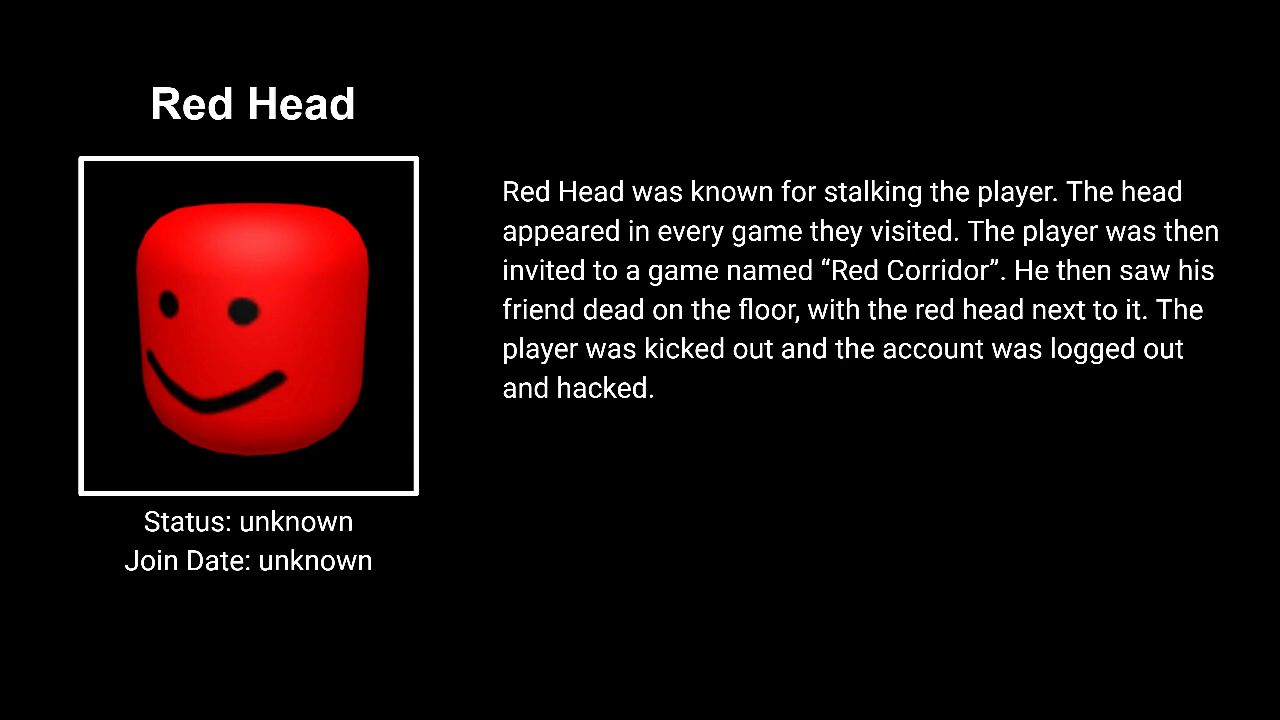 Red Head
Red Head was known for stalking the player. The head
appeared in every game they visited. The player was then
invited to a game named “Red Corridor”. He then saw his
friend dead on the floor, with the red head next to it. The
player was kicked out and the account was logged out
and hacked.
Status: unknown
Join Date: unknown